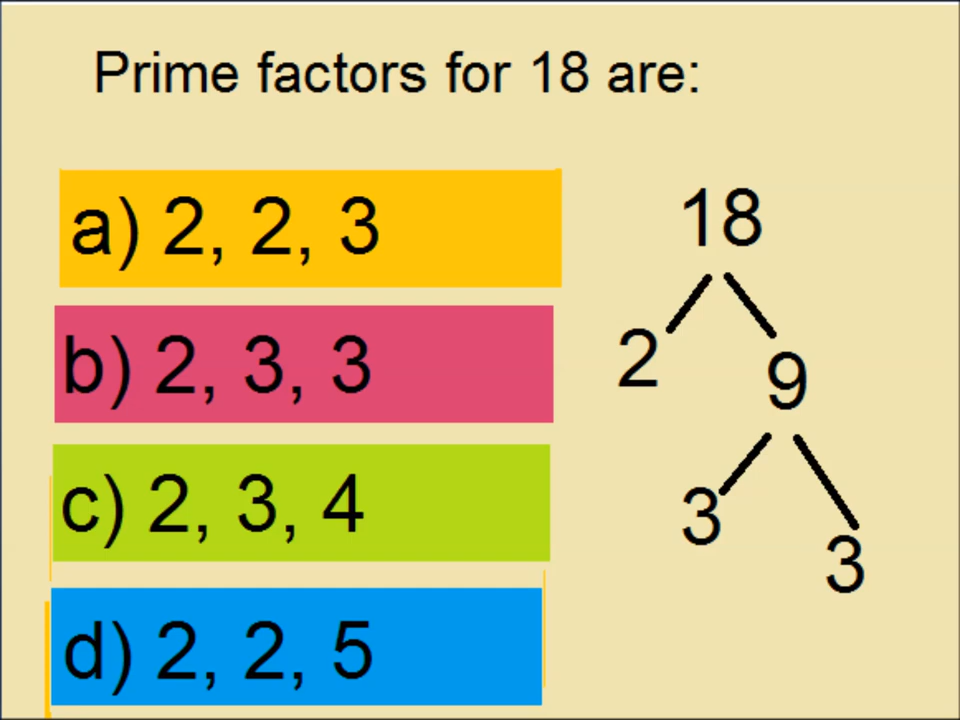 Prime factors for 18 are:
a) 2, 2, 3
b) 2, 3, 3
c) 2, 3, 4
d) 2, 2, 5
18
2
9
3
3